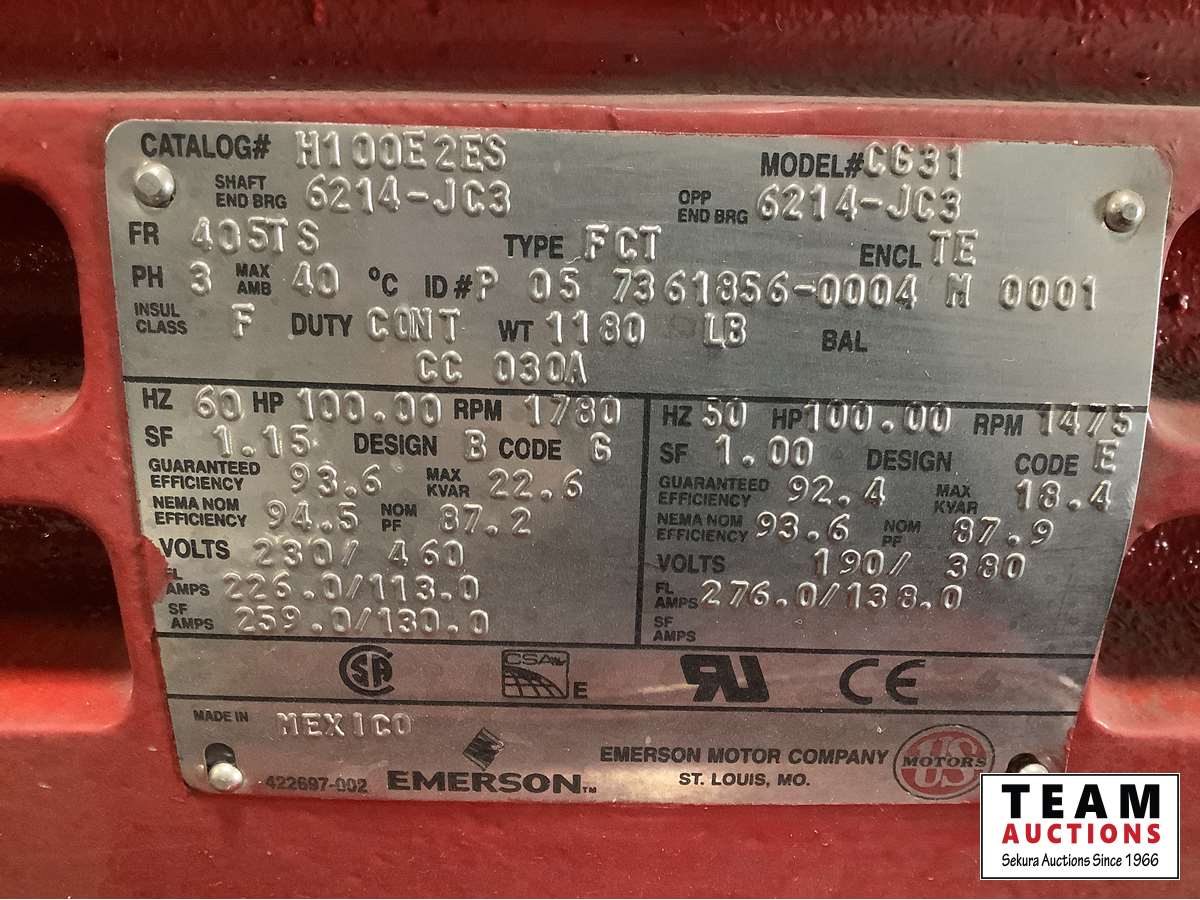 CATALOG# H100E2ES MODEL# CG31
SHAFT END BRG 6214-JC3 OPP END BRG 6214-JC3
FR 405TS TYPE FCT ENCL TE
PH 3 MAX AMB 40 °C ID# P 05 7361856-0004 M 0001
INSUL CLASS F DUTY CONT WT 1180 LB BAL
CC 030A
HZ 60 HP 100.00 RPM 1780
SF 1.15 DESIGN B CODE G
GUARANTEED EFFICIENCY 93.6 MAX KVAR 22.6
NEMA NOM EFFICIENCY 94.5 NOM PF 87.2
VOLTS 230/ 460
FL AMPS 226.0/113.0
SF AMPS 259.0/130.0
HZ 50 HP 100.00 RPM 1475
SF 1.00 DESIGN CODE E
GUARANTEED EFFICIENCY 92.4 MAX KVAR 18.4
NEMA NOM EFFICIENCY 93.6 NOM PF 87.9
VOLTS 190/ 380
FL AMPS 276.0/138.0
SF AMPS
SA CSA E RU CE
MADE IN MEXICO
422697-002 EMERSON™ EMERSON MOTOR COMPANY
ST. LOUIS, MO.
US MOTORS
TEAM
AUCTIONS
Sekura Auctions Since 1966